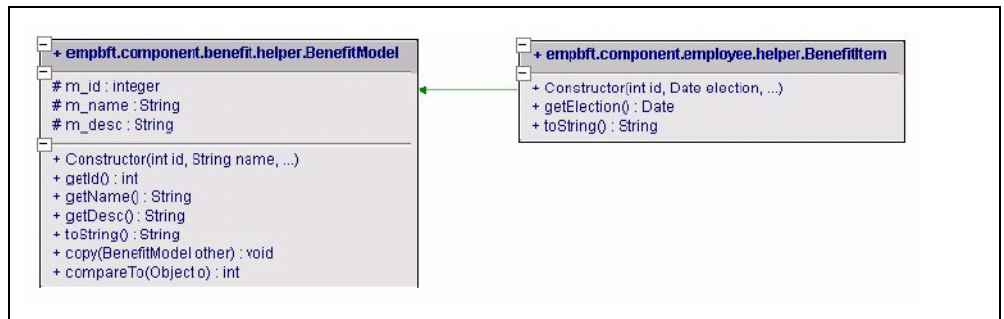 + empbft.component.benefit.helper.BenefitModel
# m_id : integer
# m_name : String
# m_desc : String
+ Constructor(int id, String name, ...)
+ getId() : int
+ getName() : String
+ getDesc() : String
+ toString() : String
+ copy(BenefitModel other) : void
+ compareTo(Object o) : int
+ empbft.component.employee.helper.BenefitItem
+ Constructor(int id, Date election, ...)
+ getElection() : Date
+ toString() : String